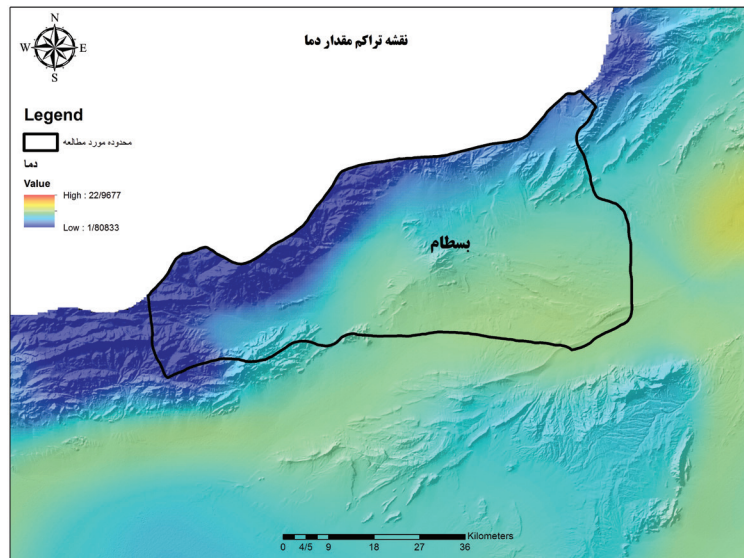 نقشه تراکم مقدار دما
N
W
E
S
Legend
محدوده مورد مطالعه
دما
Value
High : 22/9677
Low : 1/80833
بسطام
Kilometers
0 4/5 9 18 27 36